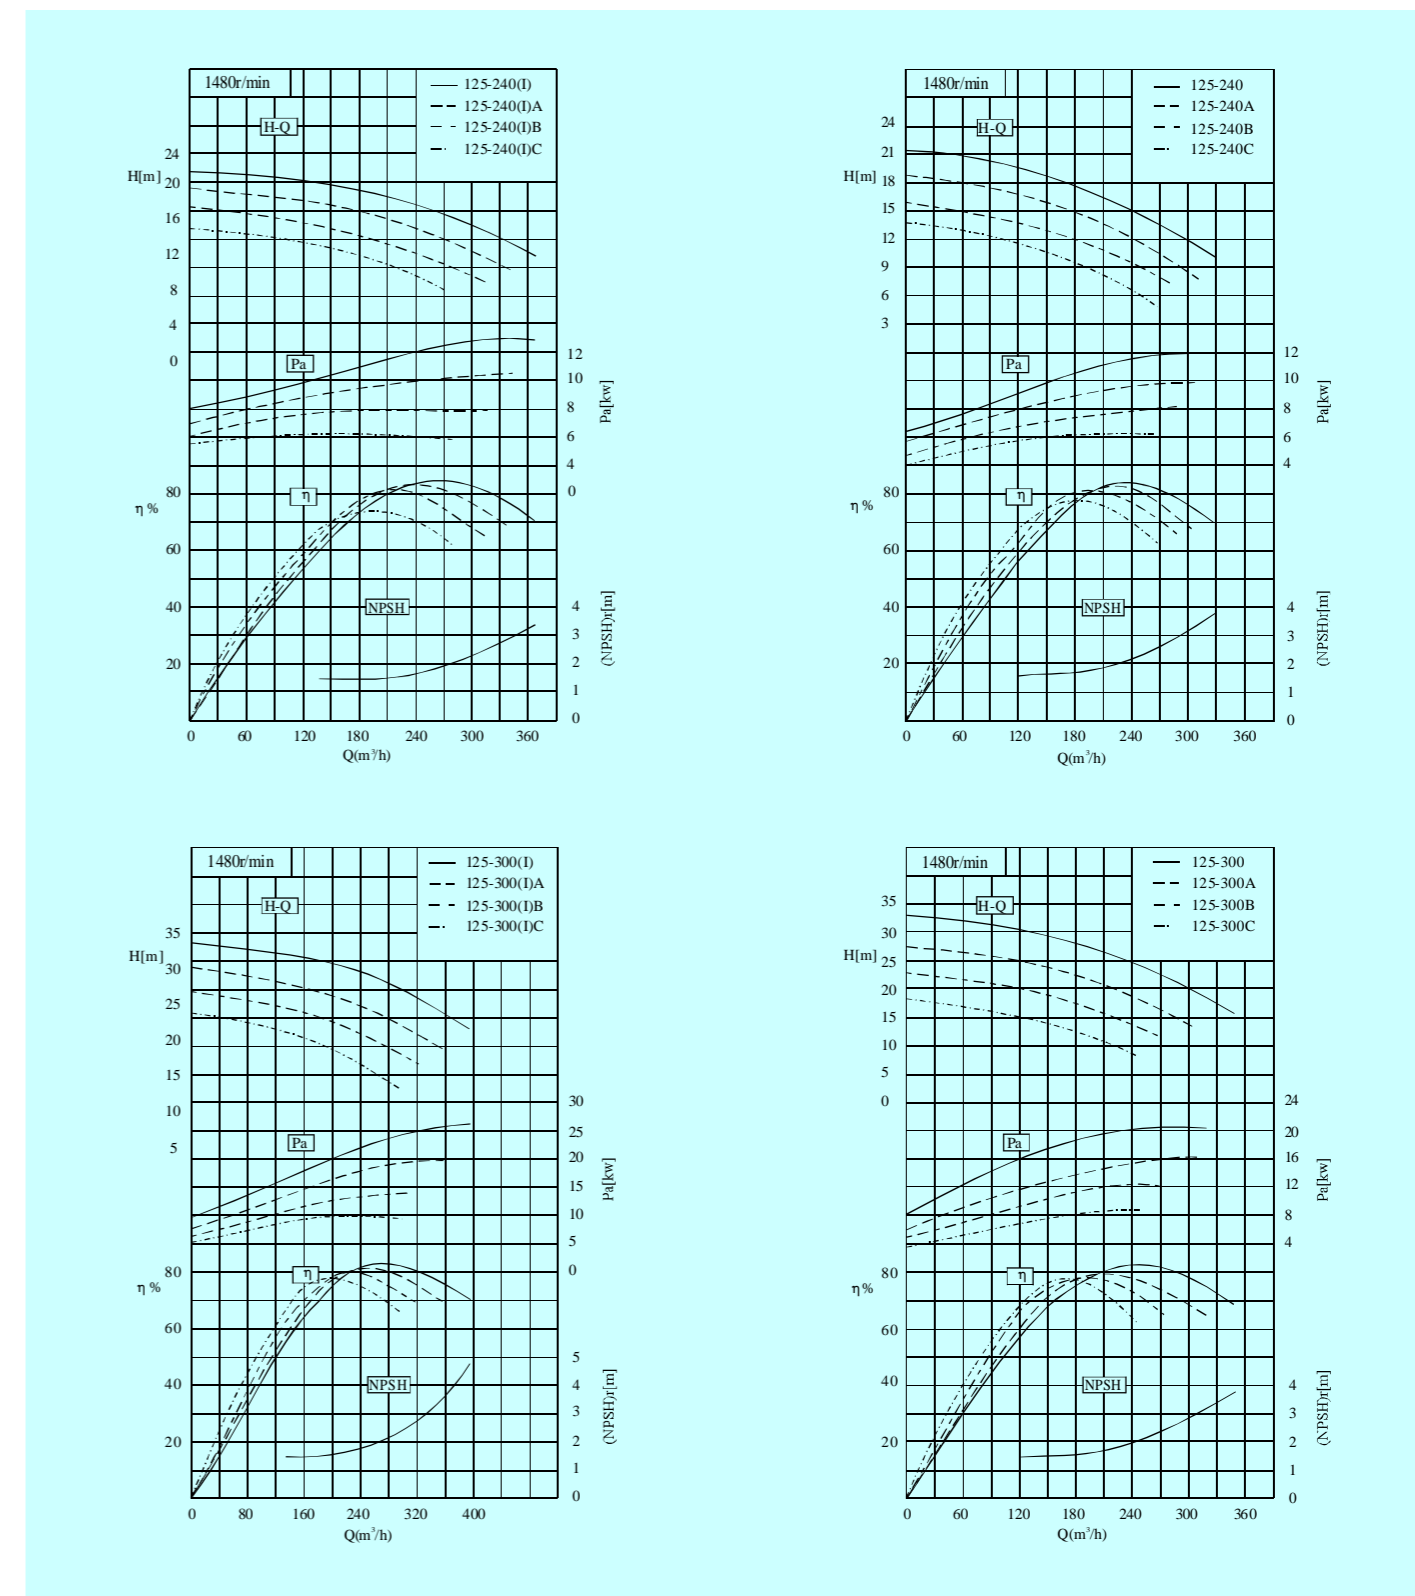 1480r/min
125-240(I)
125-240(I)A
125-240(I)B
125-240(I)C
H-Q
H[m]
24
20
16
12
8
4
0
Pa
12
10
8
6
4
0
Pa[kw]
η
η %
80
60
40
20
NPSH
4
3
2
1
0
(NPSH)r[m]
0 60 120 180 240 300 360
Q(m³/h)
1480r/min
125-240
125-240A
125-240B
125-240C
H-Q
H[m]
24
21
18
15
12
9
6
3
Pa
12
10
8
6
4
Pa[kw]
η
η %
80
60
40
20
NPSH
4
3
2
1
0
(NPSH)r[m]
0 60 120 180 240 300 360
Q(m³/h)
1480r/min
125-300(I)
125-300(I)A
125-300(I)B
125-300(I)C
H-Q
H[m]
35
30
25
20
15
10
5
Pa
30
25
20
15
10
5
0
Pa[kw]
η
η %
80
60
40
20
NPSH
5
4
3
2
1
0
(NPSH)r[m]
0 80 160 240 320 400
Q(m³/h)
1480r/min
125-300
125-300A
125-300B
125-300C
H-Q
H[m]
35
30
25
20
15
10
5
0
Pa
24
20
16
12
8
4
Pa[kw]
η
η %
80
60
40
20
NPSH
4
3
2
1
0
(NPSH)r[m]
0 60 120 180 240 300 360
Q(m³/h)